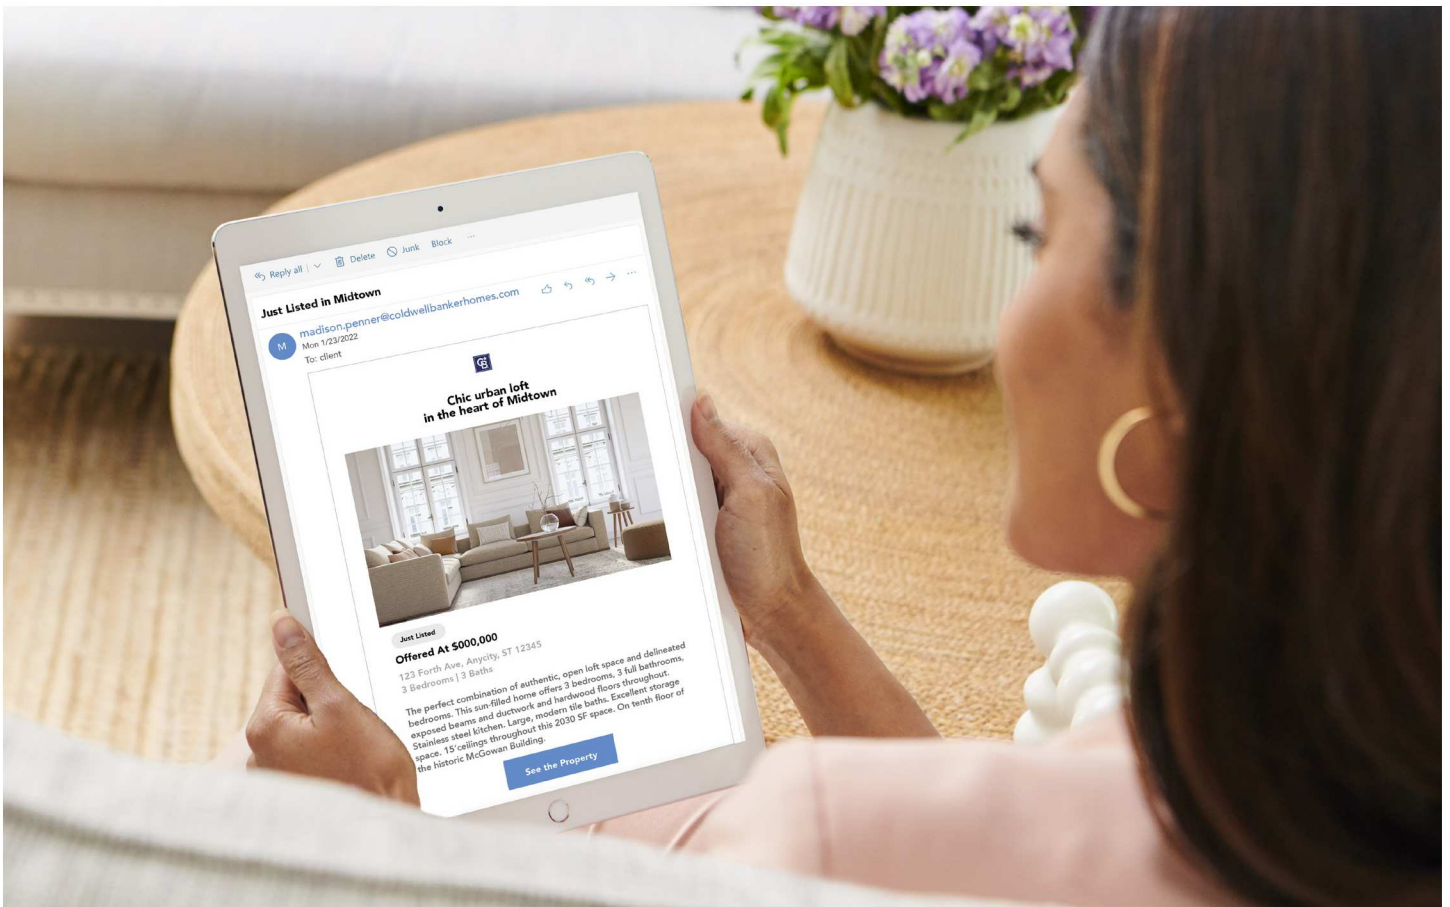 Reply all Delete Junk Block ...
Just Listed in Midtown
M
madison.penner@coldwellbankerhomes.com
Mon 1/23/2022
To: client
CB
Chic urban loft
in the heart of Midtown
Just Listed
Offered At $000,000
123 Forth Ave, Anycity, ST 12345
3 Bedrooms | 3 Baths
The perfect combination of authentic, open loft space and delineated
bedrooms. This sun-filled home offers 3 bedrooms, 3 full bathrooms,
exposed beams and ductwork and hardwood floors throughout.
Stainless steel kitchen. Large, modern tile baths. Excellent storage
space. 15'ceilings throughout this 2030 SF space. On tenth floor of
the historic McGowan Building.
See the Property